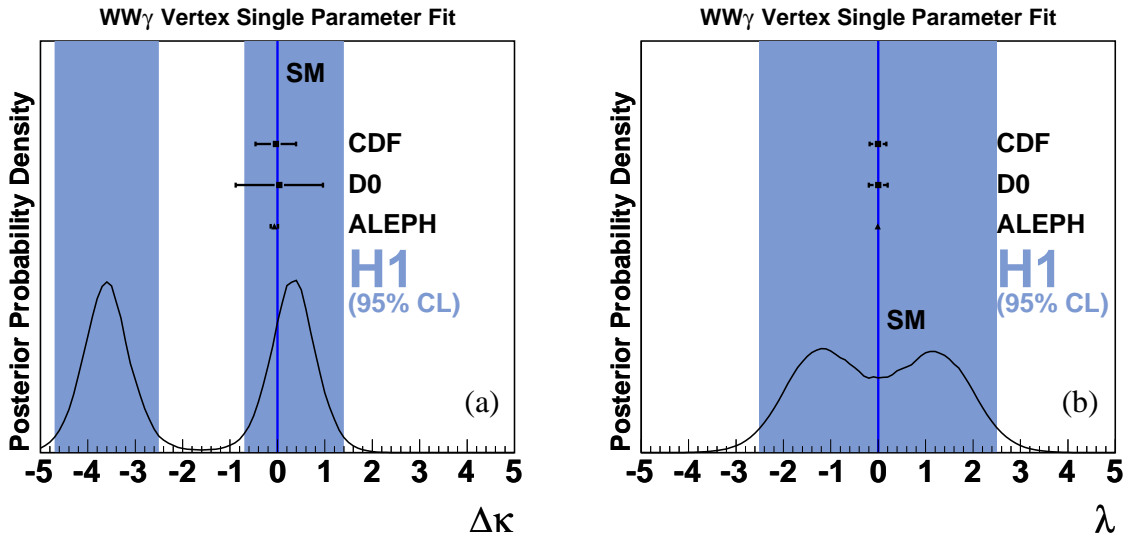 WWγ Vertex Single Parameter Fit
Posterior Probability Density
SM
CDF
D0
ALEPH
H1
(95% CL)
(a)
-5 -4 -3 -2 -1 0 1 2 3 4 5
Δκ
WWγ Vertex Single Parameter Fit
Posterior Probability Density
CDF
D0
ALEPH
H1
(95% CL)
SM
(b)
-5 -4 -3 -2 -1 0 1 2 3 4 5
λ